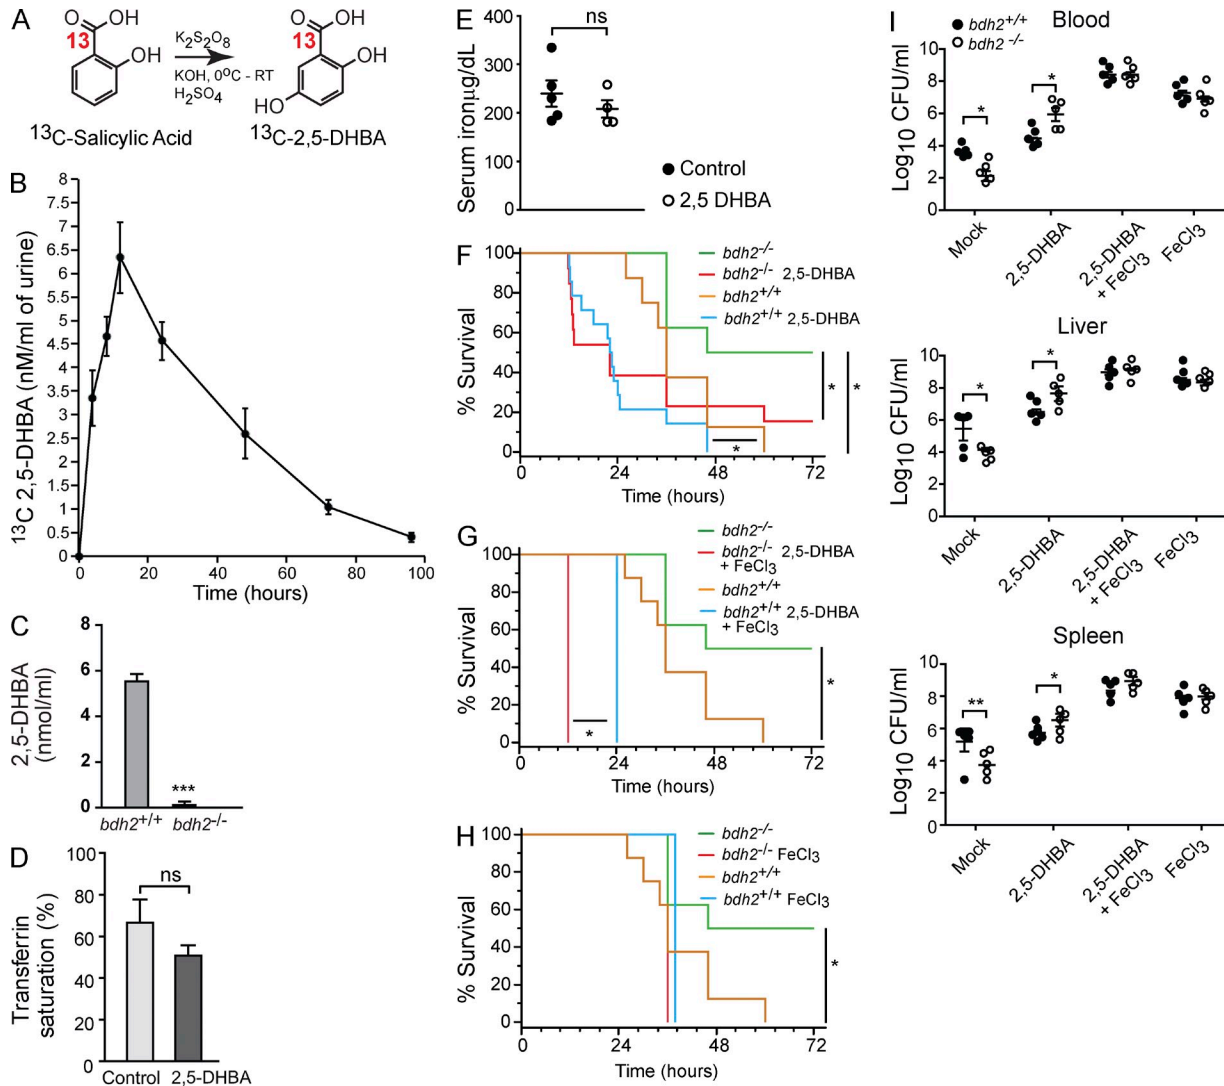 A
O
OH
13
OH
K2S2O8
KOH, 0oC - RT
H2SO4
O
OH
13
OH
HO
13C-Salicylic Acid
13C-2,5-DHBA
B
13C 2,5-DHBA (nM/ml of urine)
8
7.5
7
6.5
6
5.5
5
4.5
4
3.5
3
2.5
2
1.5
1
0.5
0
0 20 40 60 80 100
Time (hours)
C
2,5-DHBA
(nmol/ml)
8
6
4
2
0
***
bdh2+/+ bdh2-/-
D
Transferrin
saturation (%)
100
80
60
40
20
0
ns
Control 2,5-DHBA
E
Serum ironµg/dL
400
300
200
100
0
ns
Control
2,5 DHBA
F
% Survival
100
80
60
40
20
0
bdh2-/-
bdh2-/- 2,5-DHBA
bdh2+/+
bdh2+/+ 2,5-DHBA
*
*
*
0 24 48 72
Time (hours)
G
% Survival
100
80
60
40
20
0
bdh2-/-
bdh2-/- 2,5-DHBA
+ FeCl3
bdh2+/+
bdh2+/+ 2,5-DHBA
+ FeCl3
*
*
0 24 48 72
Time (hours)
H
% Survival
100
80
60
40
20
0
bdh2-/-
bdh2-/- FeCl3
bdh2+/+
bdh2+/+ FeCl3
*
0 24 48 72
Time (hours)
I
Blood
bdh2+/+
bdh2 -/-
Log10 CFU/ml
10
8
6
4
2
0
*
*
Mock
2,5-DHBA
2,5-DHBA
+ FeCl3
FeCl3
Liver
Log10 CFU/ml
10
8
6
4
2
0
*
*
Mock
2,5-DHBA
2,5-DHBA
+ FeCl3
FeCl3
Spleen
Log10 CFU/ml
10
8
6
4
2
0
**
*
Mock
2,5-DHBA
2,5-DHBA
+ FeCl3
FeCl3